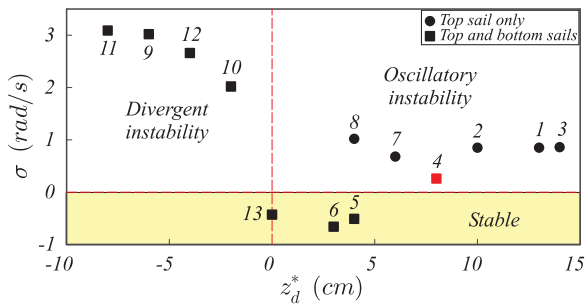 Top sail only
Top and bottom sails
3
2
1
0
-1
σ (rad/s)
11
9
12
10
Divergent
instability
Oscillatory
instability
8
7
4
2
1
3
13
6
5
Stable
-10
-5
0
5
10
15
z*d (cm)